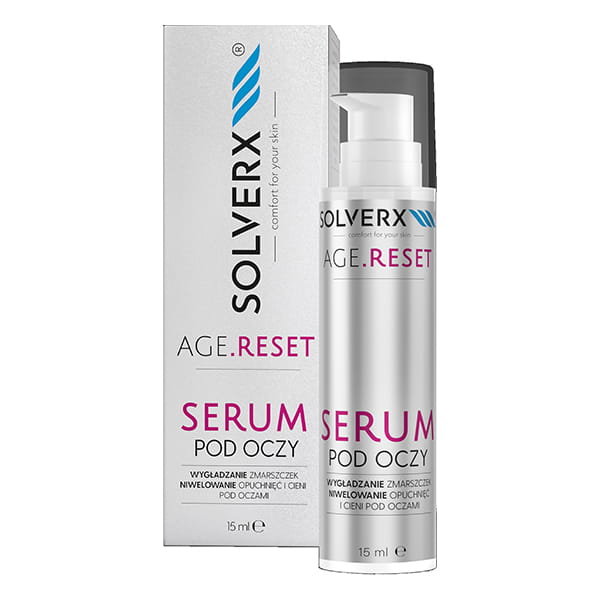 SOLVERX ®
comfort for your skin
AGE.RESET
SERUM
POD OCZY
WYGŁADZANIE ZMARSZCZEK
NIWELOWANIE OPUCHNIĘĆ I CIENI
POD OCZAMI
15 ml ℮
SOLVERX
comfort for your skin
AGE.RESET
SERUM
POD OCZY
WYGŁADZANIE ZMARSZCZEK
NIWELOWANIE OPUCHNIĘĆ
I CIENI POD OCZAMI
15 ml ℮